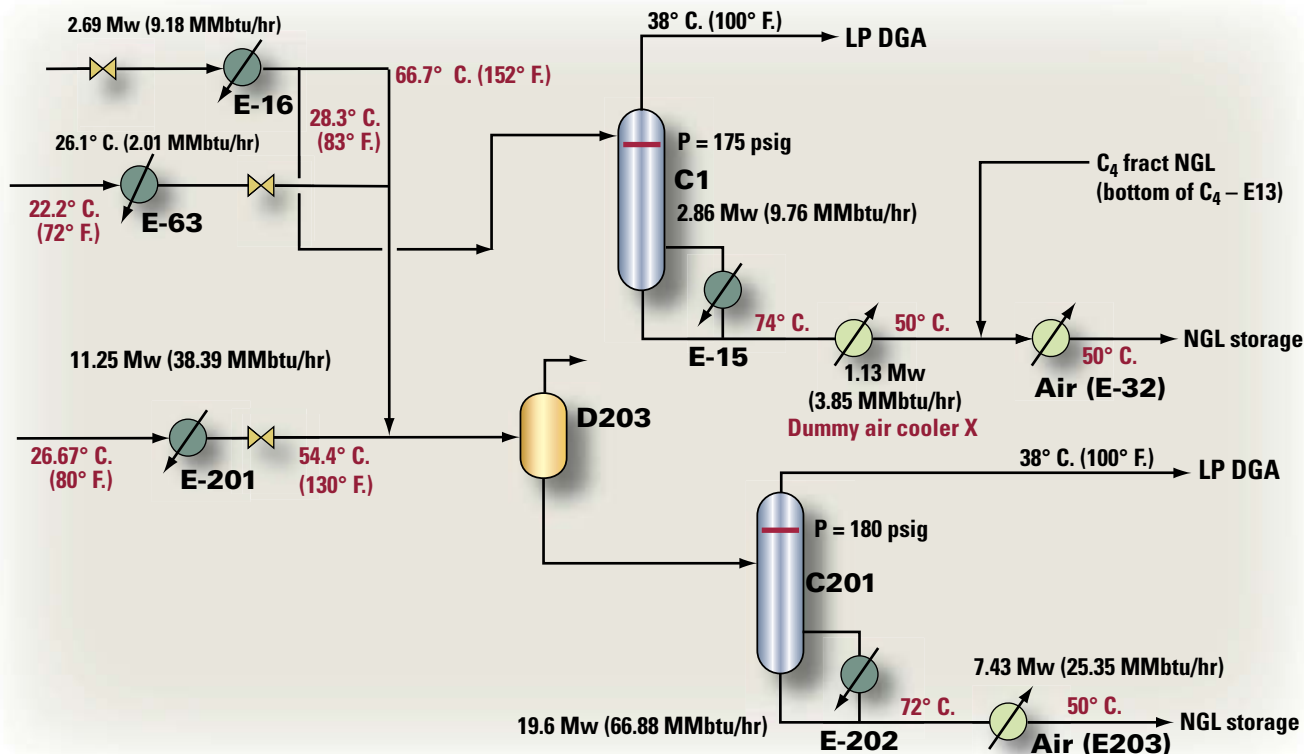 2.69 Mw (9.18 MMbtu/hr)
E-16
66.7° C. (152° F.)
28.3° C.
(83° F.)
26.1° C. (2.01 MMbtu/hr)
22.2° C.
(72° F.)
E-63
38° C. (100° F.)
LP DGA
P = 175 psig
C1
2.86 Mw (9.76 MMbtu/hr)
C₄ fract NGL
(bottom of C₄ – E13)
74° C.
50° C.
E-15
NGL storage
50° C.
Air (E-32)
1.13 Mw
(3.85 MMbtu/hr)
Dummy air cooler X
11.25 Mw (38.39 MMbtu/hr)
26.67° C.
(80° F.)
E-201
54.4° C.
(130° F.)
D203
38° C. (100° F.)
LP DGA
P = 180 psig
C201
7.43 Mw (25.35 MMbtu/hr)
19.6 Mw (66.88 MMbtu/hr)
72° C.
50° C.
NGL storage
E-202
Air (E203)